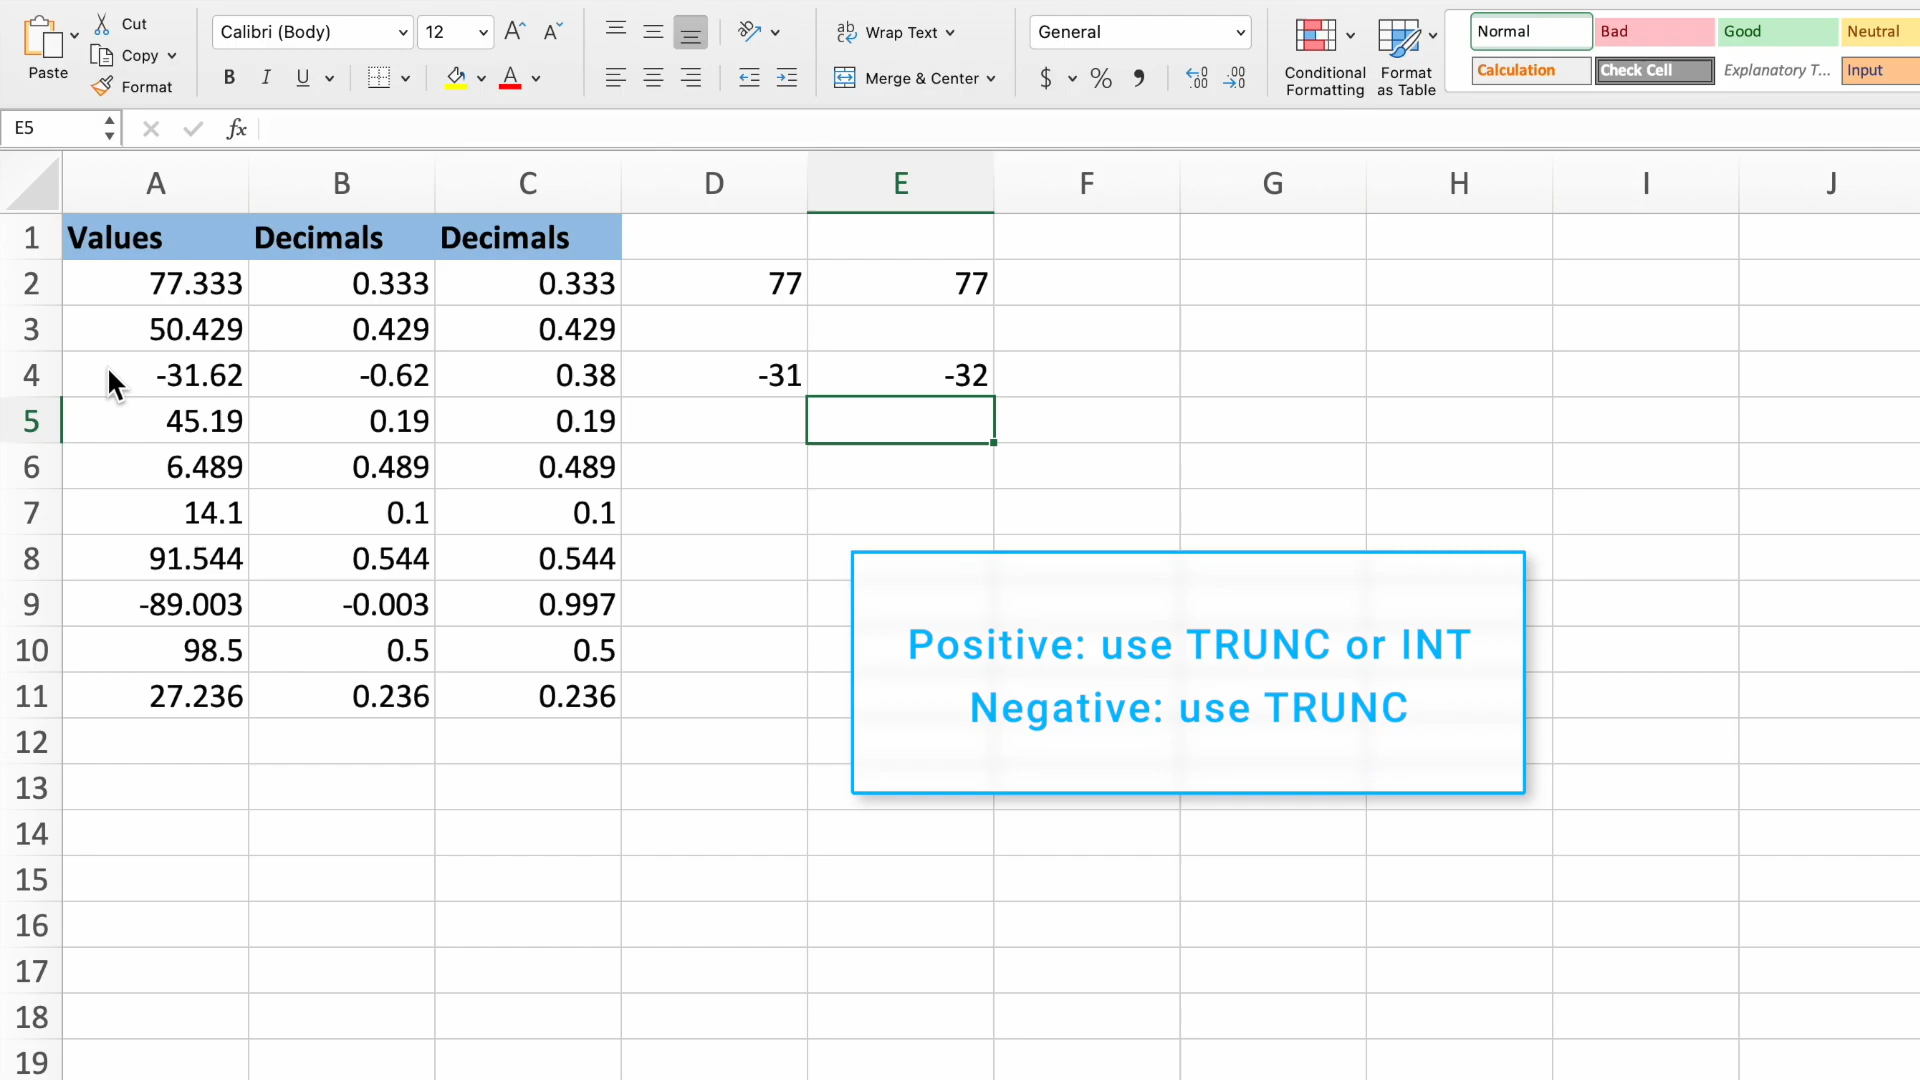 Paste
Cut
Copy
Format
Calibri (Body)
12
A
A
B I U
A
ab Wrap Text
Merge & Center
General
$ % 9
.00
.00
Conditional
Formatting
Format
as Table
Normal Bad Good Neutral
Calculation Check Cell Explanatory T... Input
E5
fx
A B C D E F G H I J
1 Values Decimals Decimals
2 77.333 0.333 0.333 77 77
3 50.429 0.429 0.429
4 -31.62 -0.62 0.38 -31 -32
5 45.19 0.19 0.19
6 6.489 0.489 0.489
7 14.1 0.1 0.1
8 91.544 0.544 0.544
9 -89.003 -0.003 0.997
10 98.5 0.5 0.5
11 27.236 0.236 0.236
12
13
14
15
16
17
18
19
Positive: use TRUNC or INT
Negative: use TRUNC